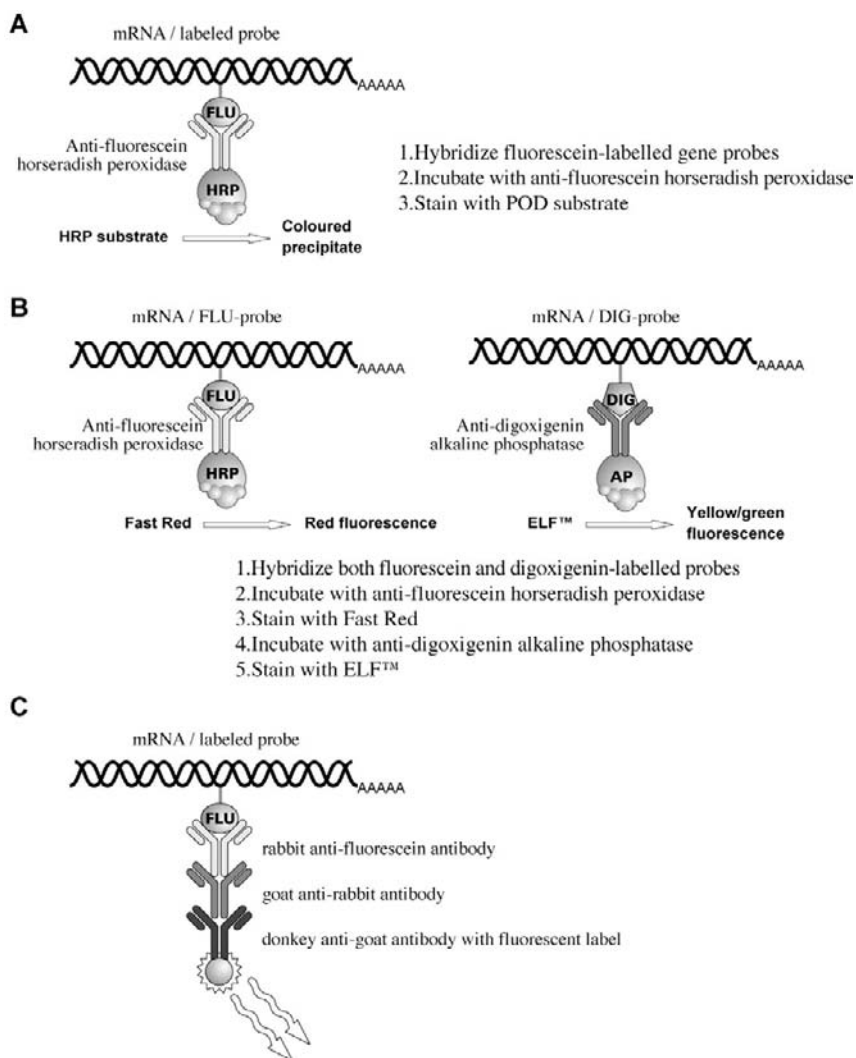 A
mRNA / labeled probe
AAAAA
FLU
Anti-fluorescein
horseradish peroxidase
HRP
HRP substrate
Coloured
precipitate
1.Hybridize fluorescein-labelled gene probes
2.Incubate with anti-fluorescein horseradish peroxidase
3.Stain with POD substrate
B
mRNA / FLU-probe
AAAAA
FLU
Anti-fluorescein
horseradish peroxidase
HRP
Fast Red
Red fluorescence
mRNA / DIG-probe
AAAAA
DIG
Anti-digoxigenin
alkaline phosphatase
AP
ELF™
Yellow/green
fluorescence
1.Hybridize both fluorescein and digoxigenin-labelled probes
2.Incubate with anti-fluorescein horseradish peroxidase
3.Stain with Fast Red
4.Incubate with anti-digoxigenin alkaline phosphatase
5.Stain with ELF™
C
mRNA / labeled probe
AAAAA
FLU
rabbit anti-fluorescein antibody
goat anti-rabbit antibody
donkey anti-goat antibody with fluorescent label